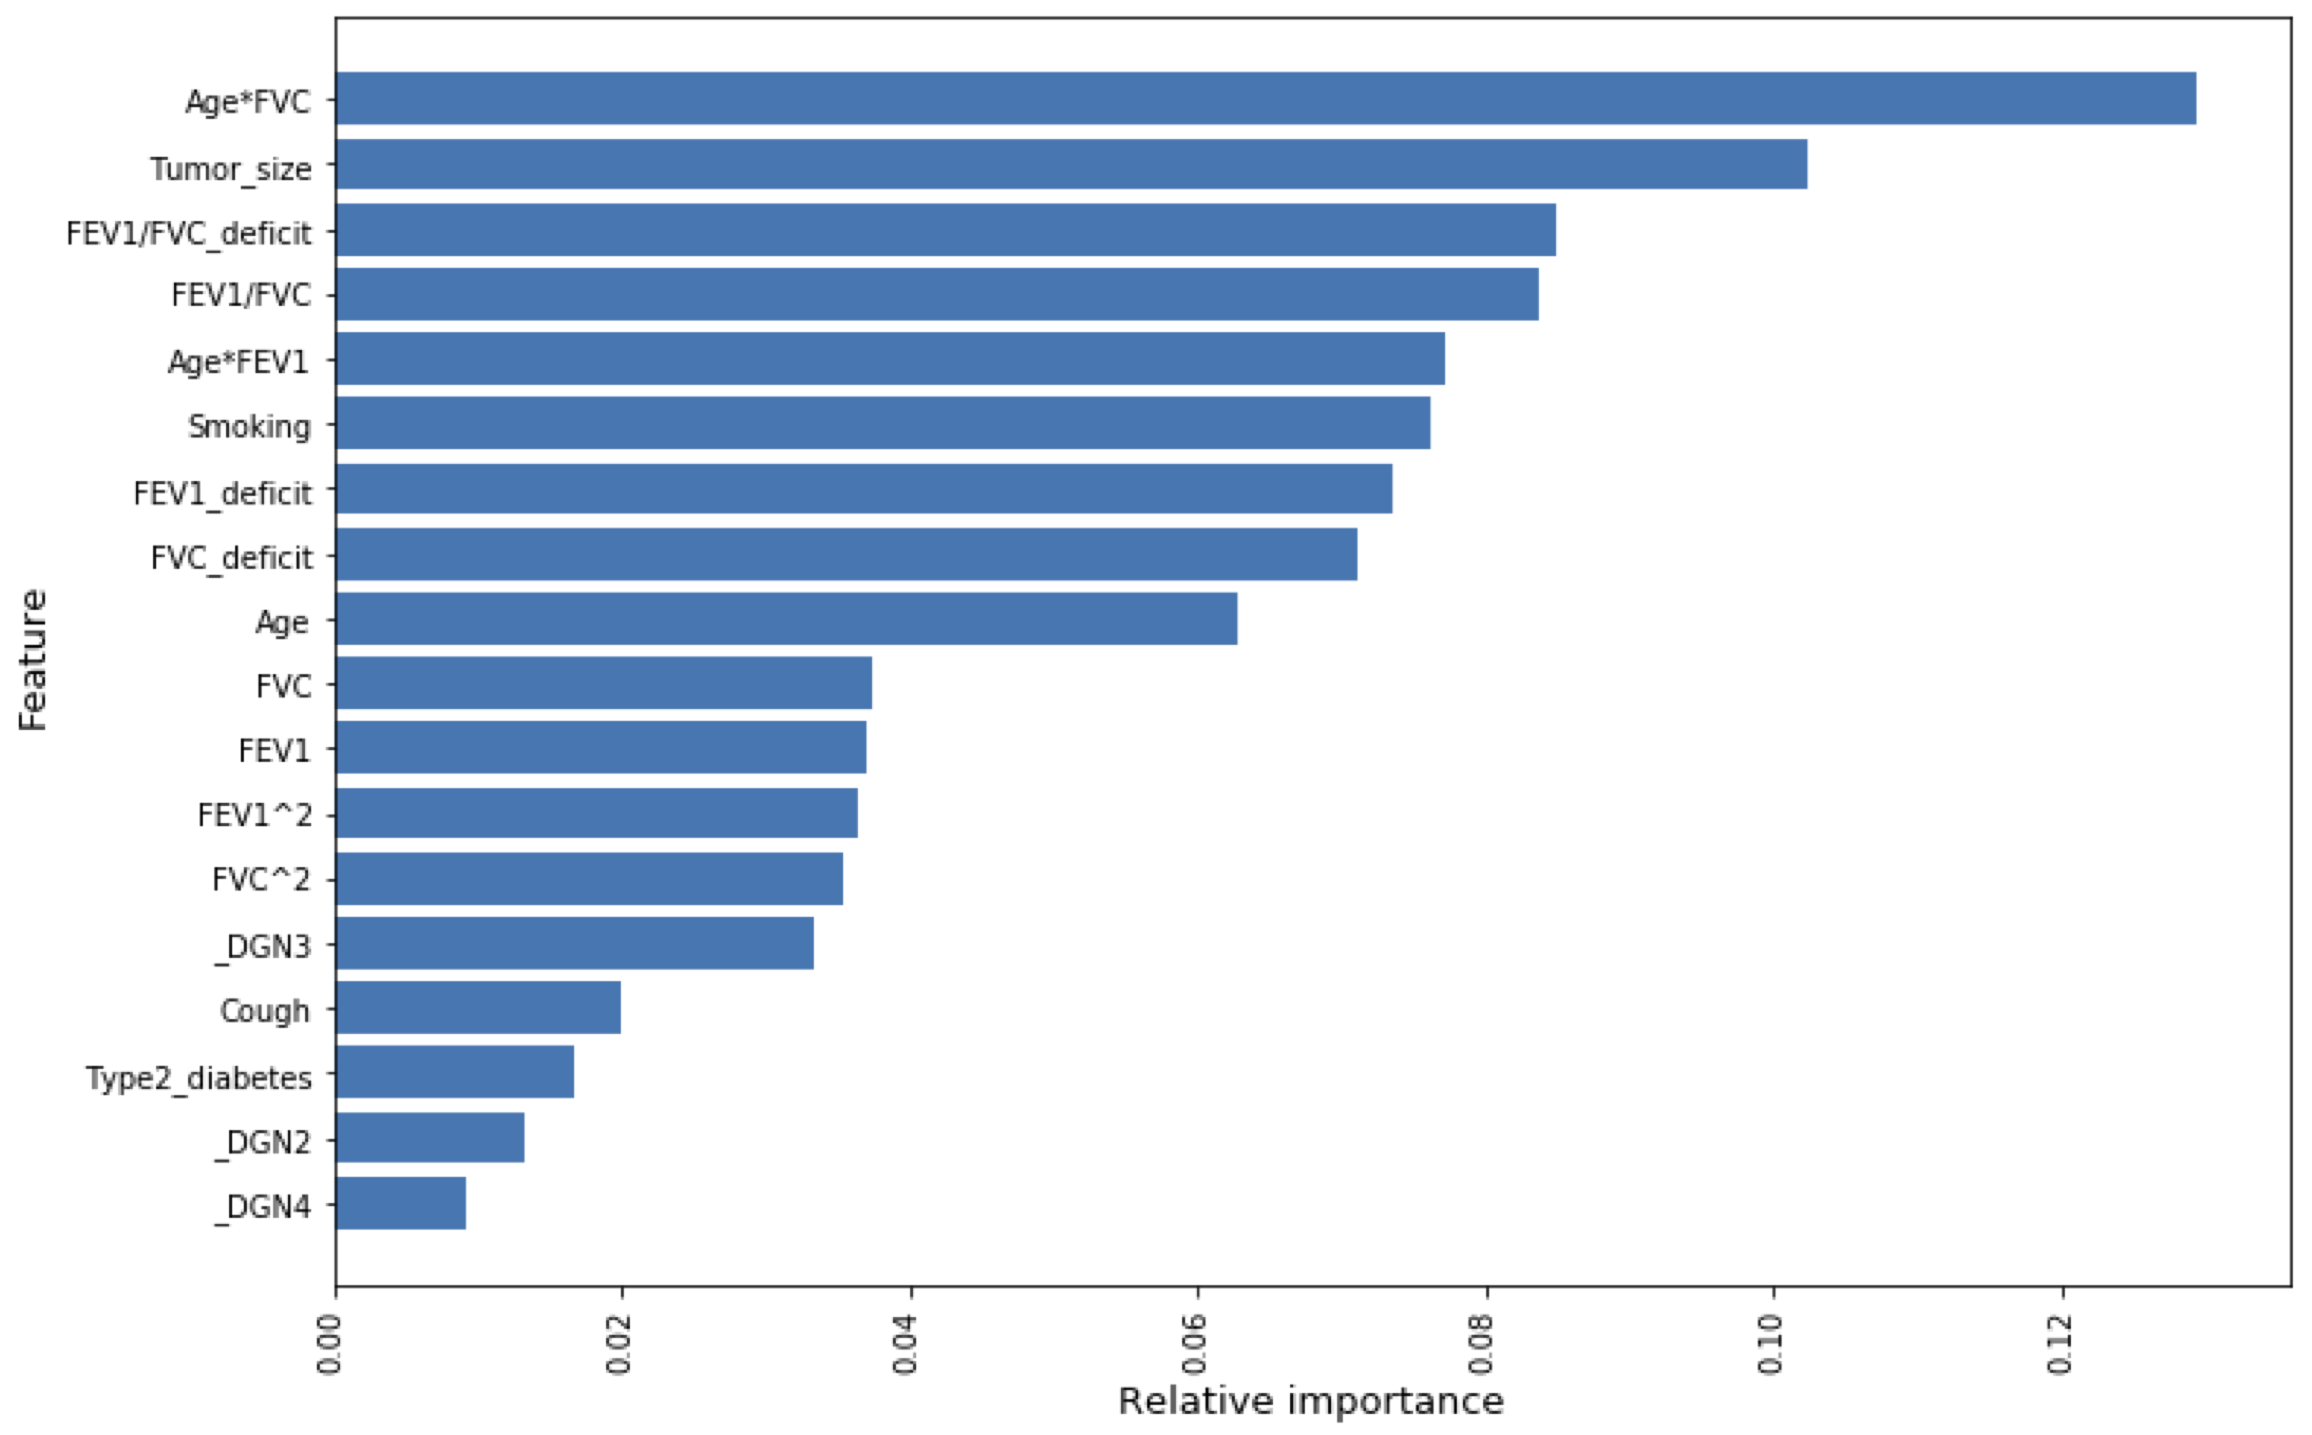 Feature
Age*FVC
Tumor_size
FEV1/FVC_deficit
FEV1/FVC
Age*FEV1
Smoking
FEV1_deficit
FVC_deficit
Age
FVC
FEV1
FEV1^2
FVC^2
_DGN3
Cough
Type2_diabetes
_DGN2
_DGN4
0.00
0.02
0.04
0.06
0.08
0.10
0.12
Relative importance